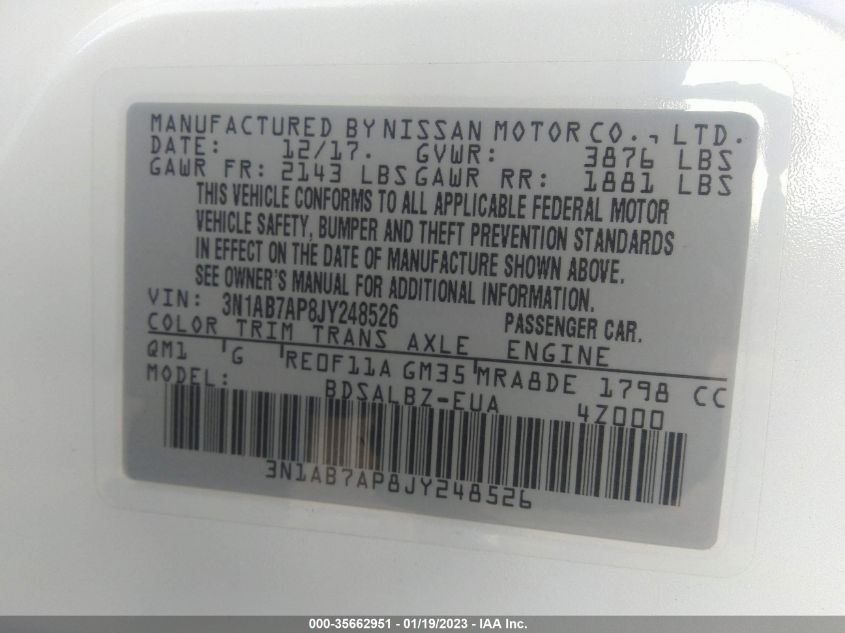 MANUFACTURED BY NISSAN MOTOR CO., LTD.
DATE: 12/17. GVWR: 3876 LBS
GAWR FR: 2143 LBS GAWR RR: 1881 LBS
THIS VEHICLE CONFORMS TO ALL APPLICABLE FEDERAL MOTOR
VEHICLE SAFETY, BUMPER AND THEFT PREVENTION STANDARDS
IN EFFECT ON THE DATE OF MANUFACTURE SHOWN ABOVE.
SEE OWNER'S MANUAL FOR ADDITIONAL INFORMATION.
VIN: 3N1AB7AP8JY248526 PASSENGER CAR.
COLOR TRIM TRANS AXLE ENGINE
QM1 G RE0F11A GM35 MRA8DE 1798 CC
MODEL: BDSALBZ-EUA 4Z000
3N1AB7AP8JY248526
000-35662951 - 01/19/2023 - IAA Inc.